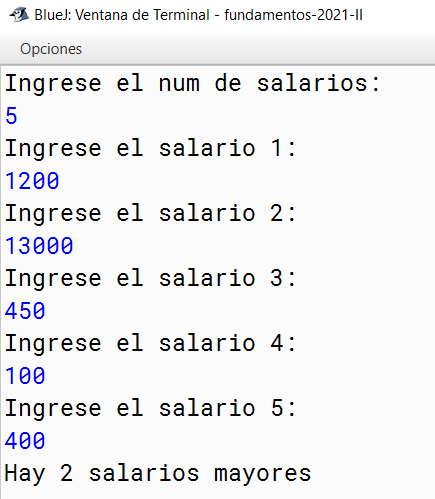 BlueJ: Ventana de Terminal - fundamentos-2021-II
Opciones
Ingrese el num de salarios:
5
Ingrese el salario 1:
1200
Ingrese el salario 2:
13000
Ingrese el salario 3:
450
Ingrese el salario 4:
100
Ingrese el salario 5:
400
Hay 2 salarios mayores